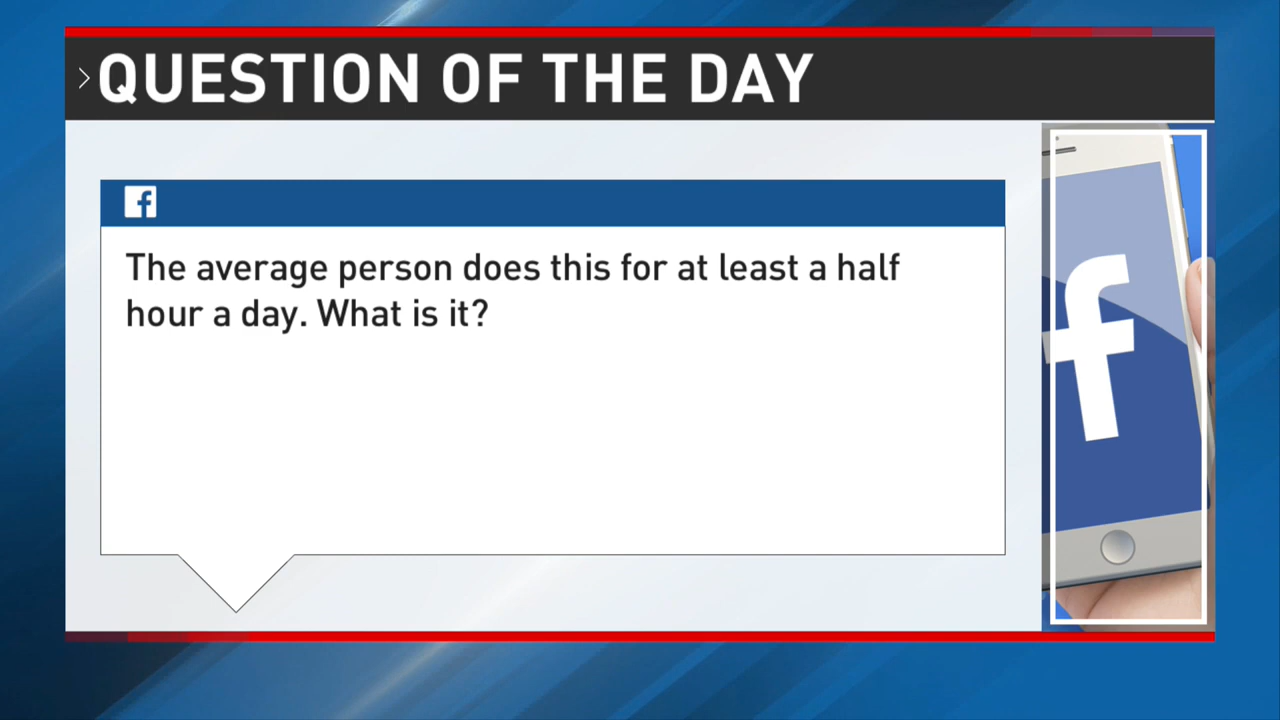 QUESTION OF THE DAY
The average person does this for at least a half
hour a day. What is it?